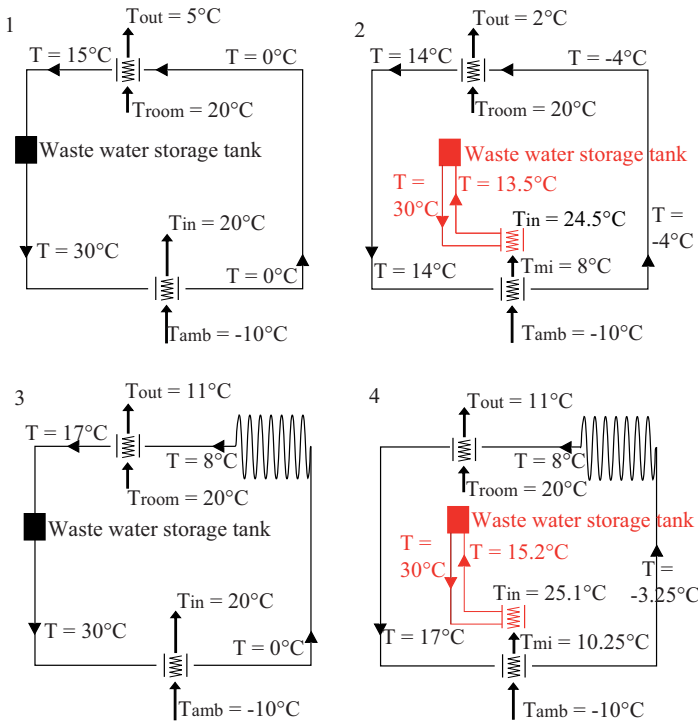 1
Tout = 5°C
T = 15°C
T = 0°C
Troom = 20°C
Waste water storage tank
Tin = 20°C
T = 30°C
T = 0°C
Tamb = -10°C
2
Tout = 2°C
T = 14°C
T = -4°C
Troom = 20°C
Waste water storage tank
T =
30°C
T = 13.5°C
Tin = 24.5°C
T =
-4°C
T = 14°C
Tmi = 8°C
Tamb = -10°C
3
Tout = 11°C
T = 17°C
T = 8°C
Troom = 20°C
Waste water storage tank
Tin = 20°C
T = 30°C
T = 0°C
Tamb = -10°C
4
Tout = 11°C
T = 8°C
Troom = 20°C
Waste water storage tank
T =
30°C
T = 15.2°C
T =
-3.25°C
Tin = 25.1°C
T = 17°C
Tmi = 10.25°C
Tamb = -10°C